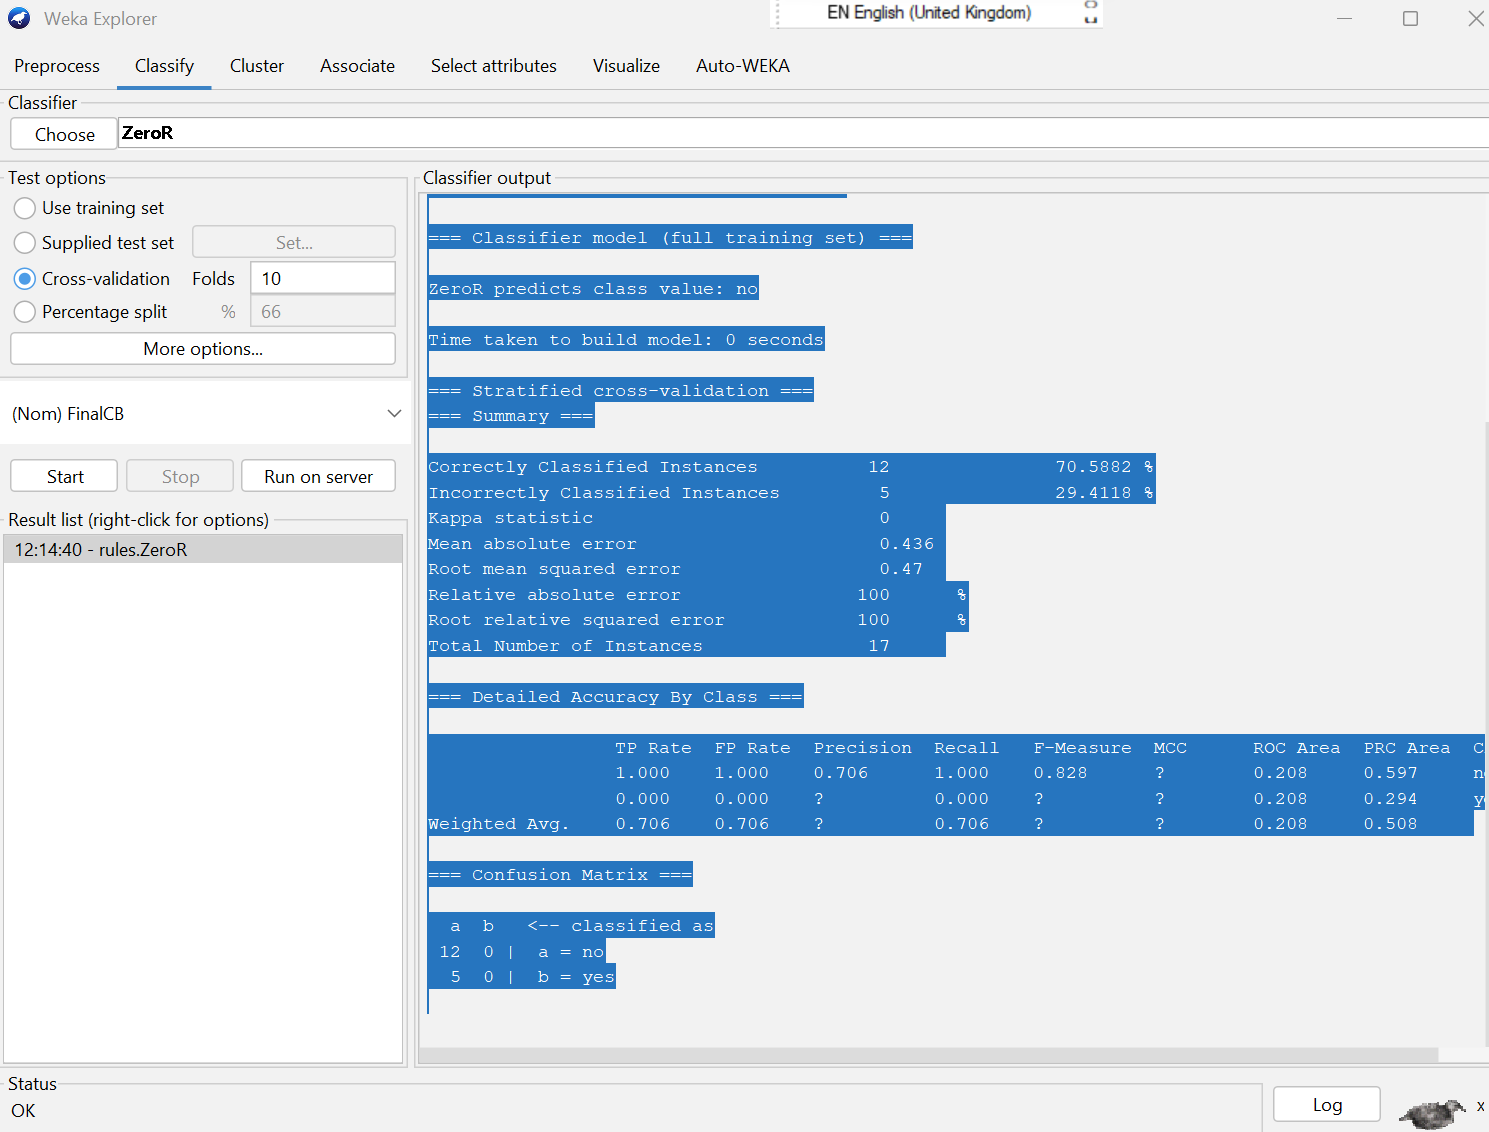 Weka Explorer
EN English (United Kingdom)
Preprocess Classify Cluster Associate Select attributes Visualize Auto-WEKA
Classifier
Choose ZeroR
Test options
Use training set
Supplied test set Set...
Cross-validation Folds 10
Percentage split % 66
More options...
(Nom) FinalCB
Start Stop Run on server
Result list (right-click for options)
12:14:40 - rules.ZeroR
Classifier output
=== Classifier model (full training set) ===
ZeroR predicts class value: no
Time taken to build model: 0 seconds
=== Stratified cross-validation ===
=== Summary ===
Correctly Classified Instances 12 70.5882 %
Incorrectly Classified Instances 5 29.4118 %
Kappa statistic 0
Mean absolute error 0.436
Root mean squared error 0.47
Relative absolute error 100 %
Root relative squared error 100 %
Total Number of Instances 17
=== Detailed Accuracy By Class ===
TP Rate FP Rate Precision Recall F-Measure MCC ROC Area PRC Area
1.000 1.000 0.706 1.000 0.828 ? 0.208 0.597
0.000 0.000 ? 0.000 ? ? 0.208 0.294
Weighted Avg. 0.706 0.706 ? 0.706 ? ? 0.208 0.508
=== Confusion Matrix ===
a b <-- classified as
12 0 | a = no
5 0 | b = yes
Status
OK
Log
x